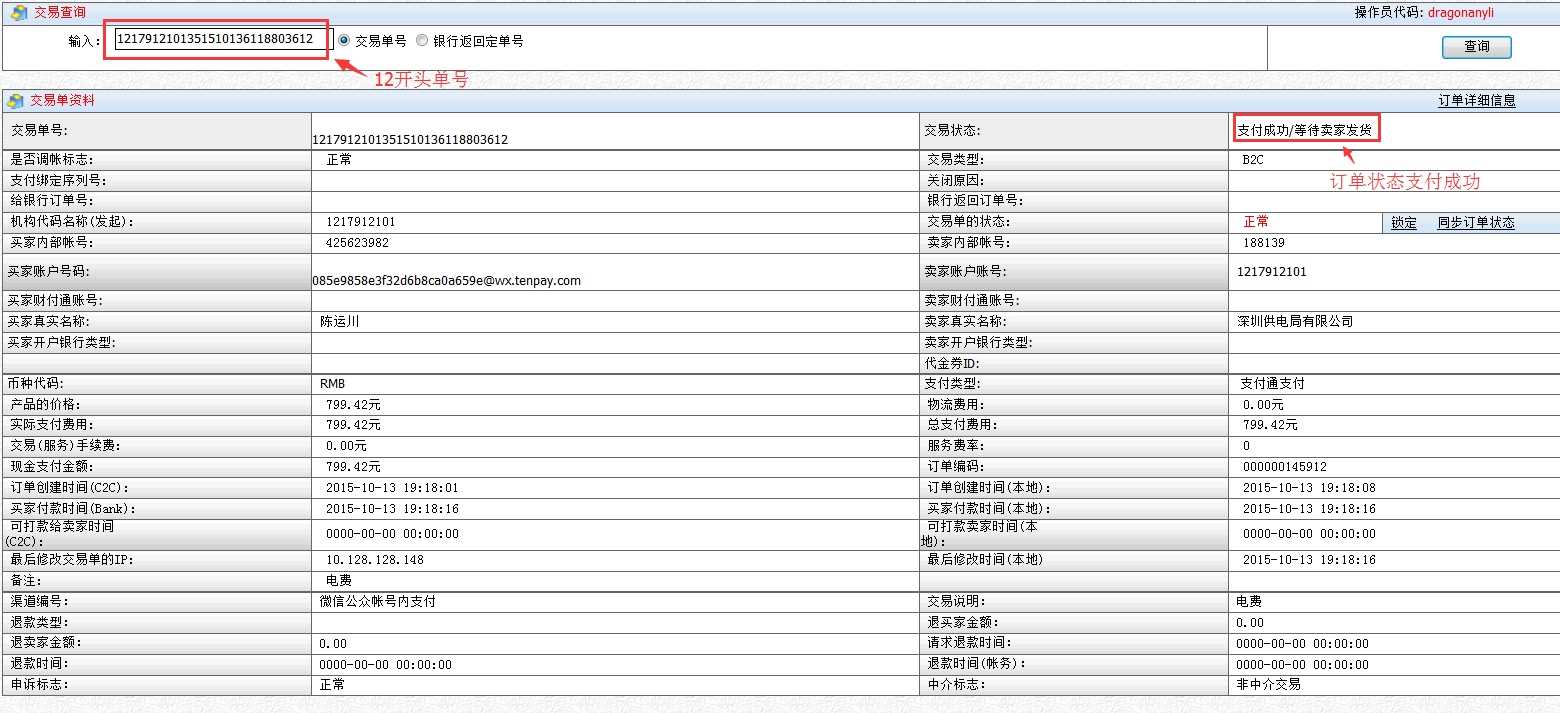 交易查询 操作员代码: dragonanyli
输入: 1217912101351510136118803612 交易单号 银行返回定单号 查询
12开头单号
交易单资料 订单详细信息
交易单号: 1217912101351510136118803612 交易状态: 支付成功/等待卖家发货
是否调帐标志: 正常 交易类型: B2C
支付绑定序列号: 关闭原因: 订单状态支付成功
给银行订单号: 银行返回订单号:
机构代码名称(发起): 1217912101 交易单的状态: 正常 锁定 同步订单状态
买家内部帐号: 425623982 卖家内部帐号: 188139
买家账户号码: 085e9858e3f32d6b8ca0a659e@wx.tenpay.com 卖家账户账号: 1217912101
买家财付通账号: 卖家财付通账号:
买家真实名称: 陈运川 卖家真实名称: 深圳供电局有限公司
买家开户银行类型: 卖家开户银行类型:
代金券ID:
币种代码: RMB 支付类型: 支付通支付
产品的价格: 799.42元 物流费用: 0.00元
实际支付费用: 799.42元 总支付费用: 799.42元
交易(服务)手续费: 0.00元 服务费率: 0
现金支付金额: 799.42元 订单编码: 000000145912
订单创建时间(C2C): 2015-10-13 19:18:01 订单创建时间(本地): 2015-10-13 19:18:08
买家付款时间(Bank): 2015-10-13 19:18:16 买家付款时间(本地): 2015-10-13 19:18:16
可打款给卖家时间 可打款卖家时间(本
(C2C): 0000-00-00 00:00:00 地): 0000-00-00 00:00:00
最后修改交易单的IP: 10.128.128.148 最后修改时间(本地) 2015-10-13 19:18:16
备注: 电费
渠道编号: 微信公众帐号内支付 交易说明: 电费
退款类型: 退买家金额: 0.00
退卖家金额: 0.00 请求退款时间: 0000-00-00 00:00:00
退款时间: 0000-00-00 00:00:00 退款时间(帐务): 0000-00-00 00:00:00
申诉标志: 正常 中介标志: 非中介交易